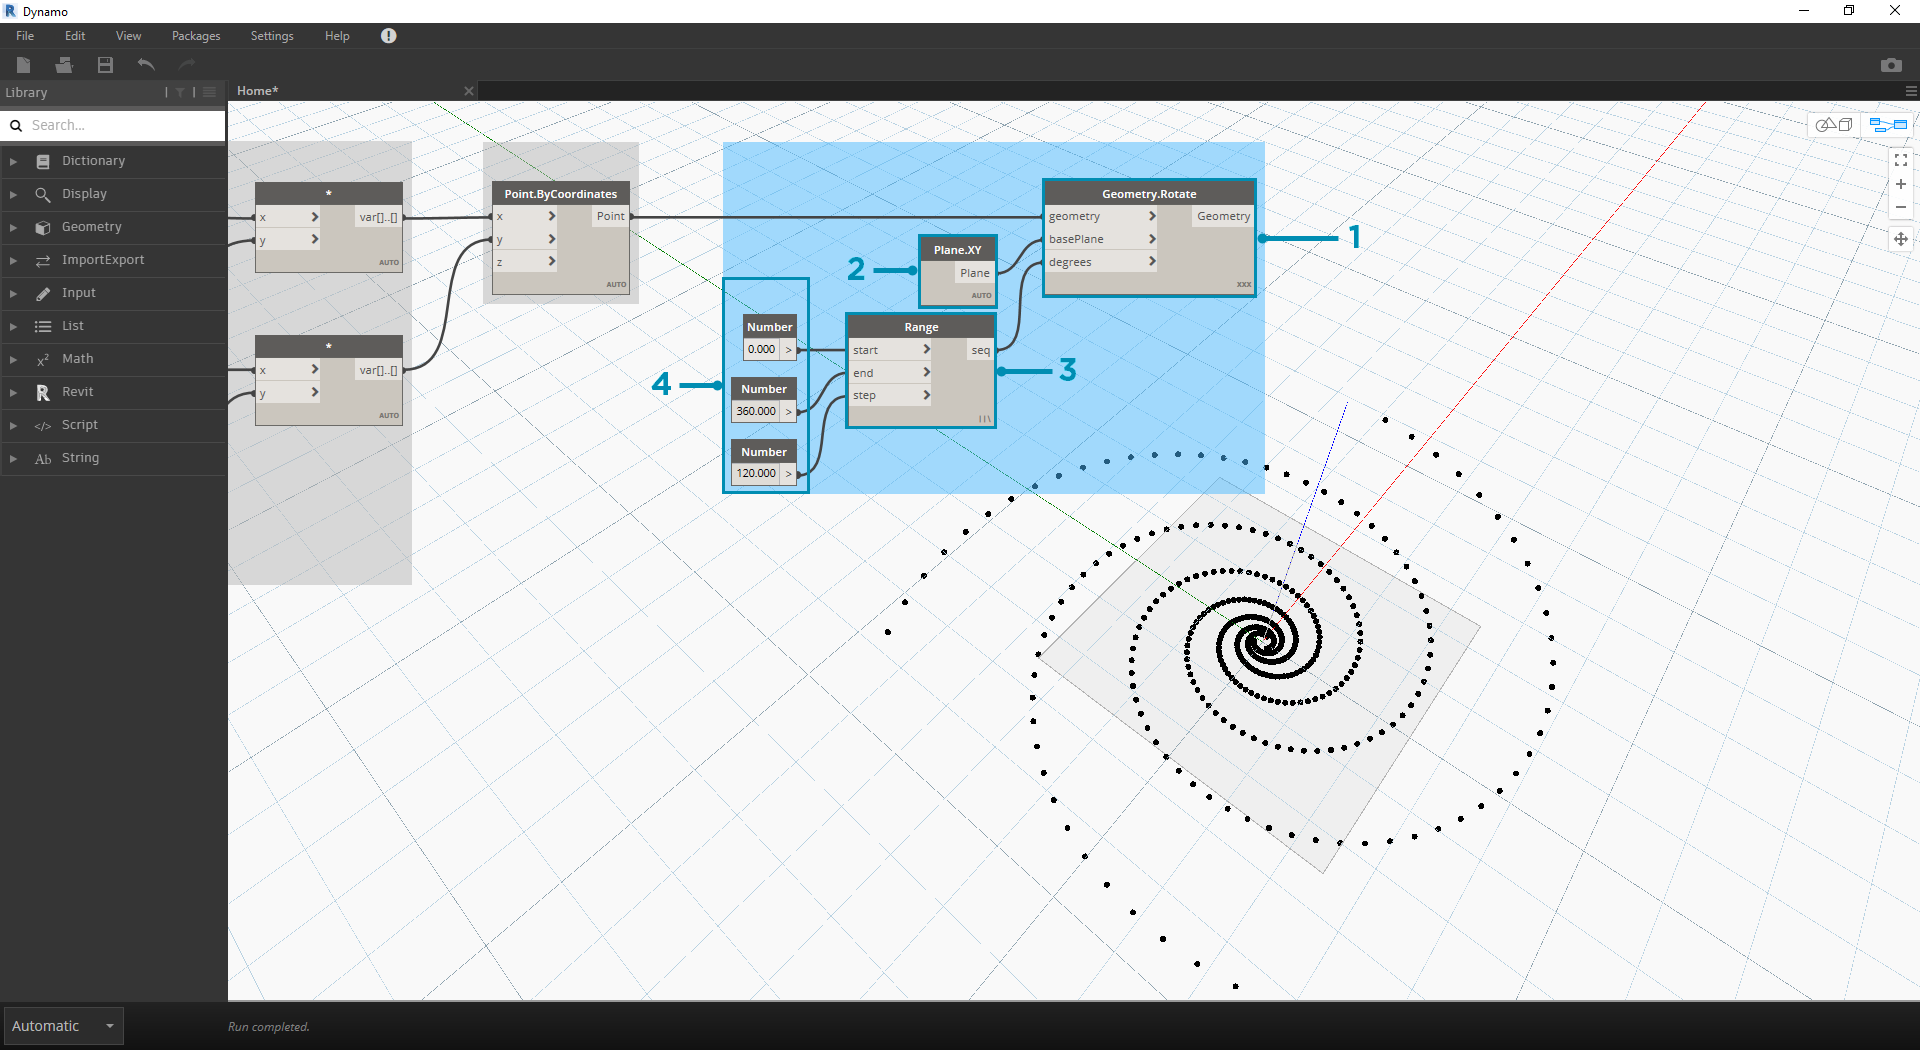 Dynamo
File Edit View Packages Settings Help
Library
Home*
Search...
Dictionary
Display
Geometry
ImportExport
Input
List
Math
Revit
Script
String
*
x var[]..[]
y
AUTO
*
x var[]..[]
y
AUTO
Point.ByCoordinates
x Point
y
z
AUTO
Geometry.Rotate
geometry Geometry
basePlane
degrees
xxx
1
2
Plane.XY
Plane
AUTO
Number
0.000 >
Number
360.000 >
Number
120.000 >
4
Range
start seq
end
step
|||
3
Automatic
Run completed.